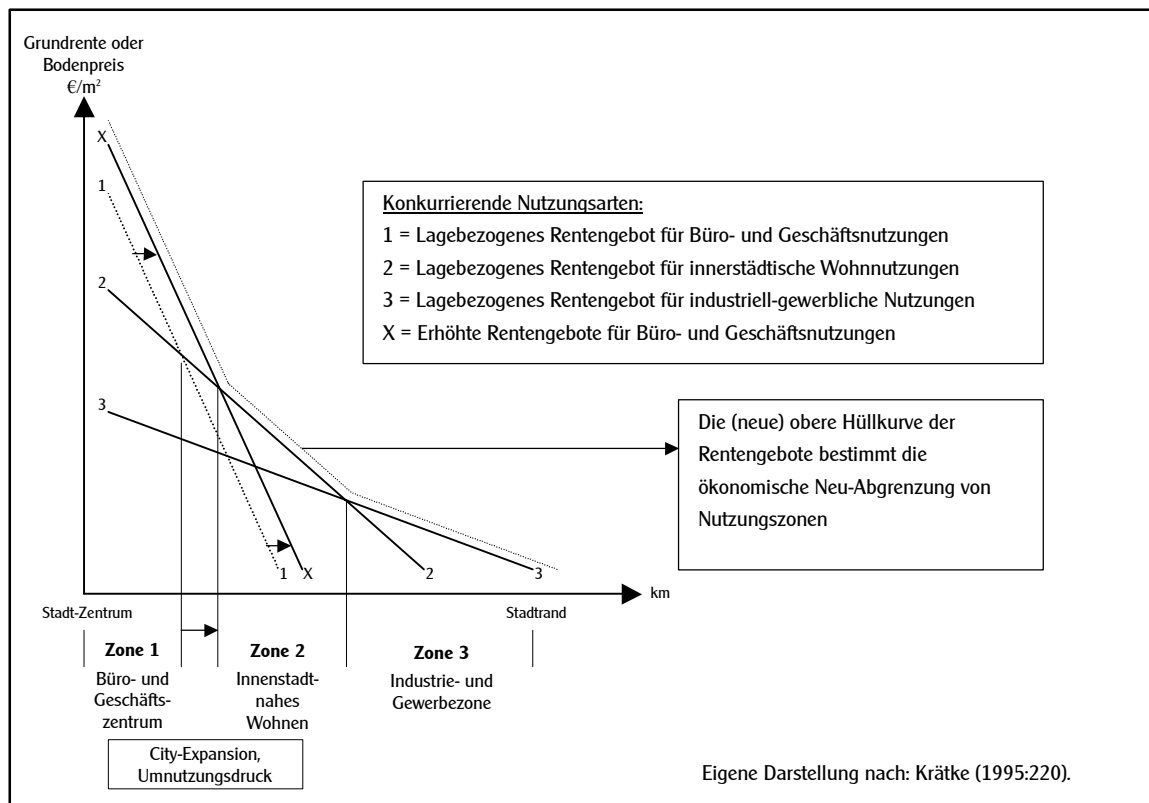 Grundrente oder
Bodenpreis
€/m²
X
1
2
3
Konkurrierende Nutzungsarten:
1 = Lagebezogenes Rentengebot für Büro- und Geschäftsnutzungen
2 = Lagebezogenes Rentengebot für innerstädtische Wohnnutzungen
3 = Lagebezogenes Rentengebot für industriell-gewerbliche Nutzungen
X = Erhöhte Rentengebote für Büro- und Geschäftsnutzungen
Die (neue) obere Hüllkurve der
Rentengebote bestimmt die
ökonomische Neu-Abgrenzung von
Nutzungszonen
1 X 2 3
km
Stadt-Zentrum Stadtrand
Zone 1
Büro- und
Geschäfts-
zentrum
Zone 2
Innenstadt-
nahes
Wohnen
Zone 3
Industrie- und
Gewerbezone
City-Expansion,
Umnutzungsdruck
Eigene Darstellung nach: Krätke (1995:220).